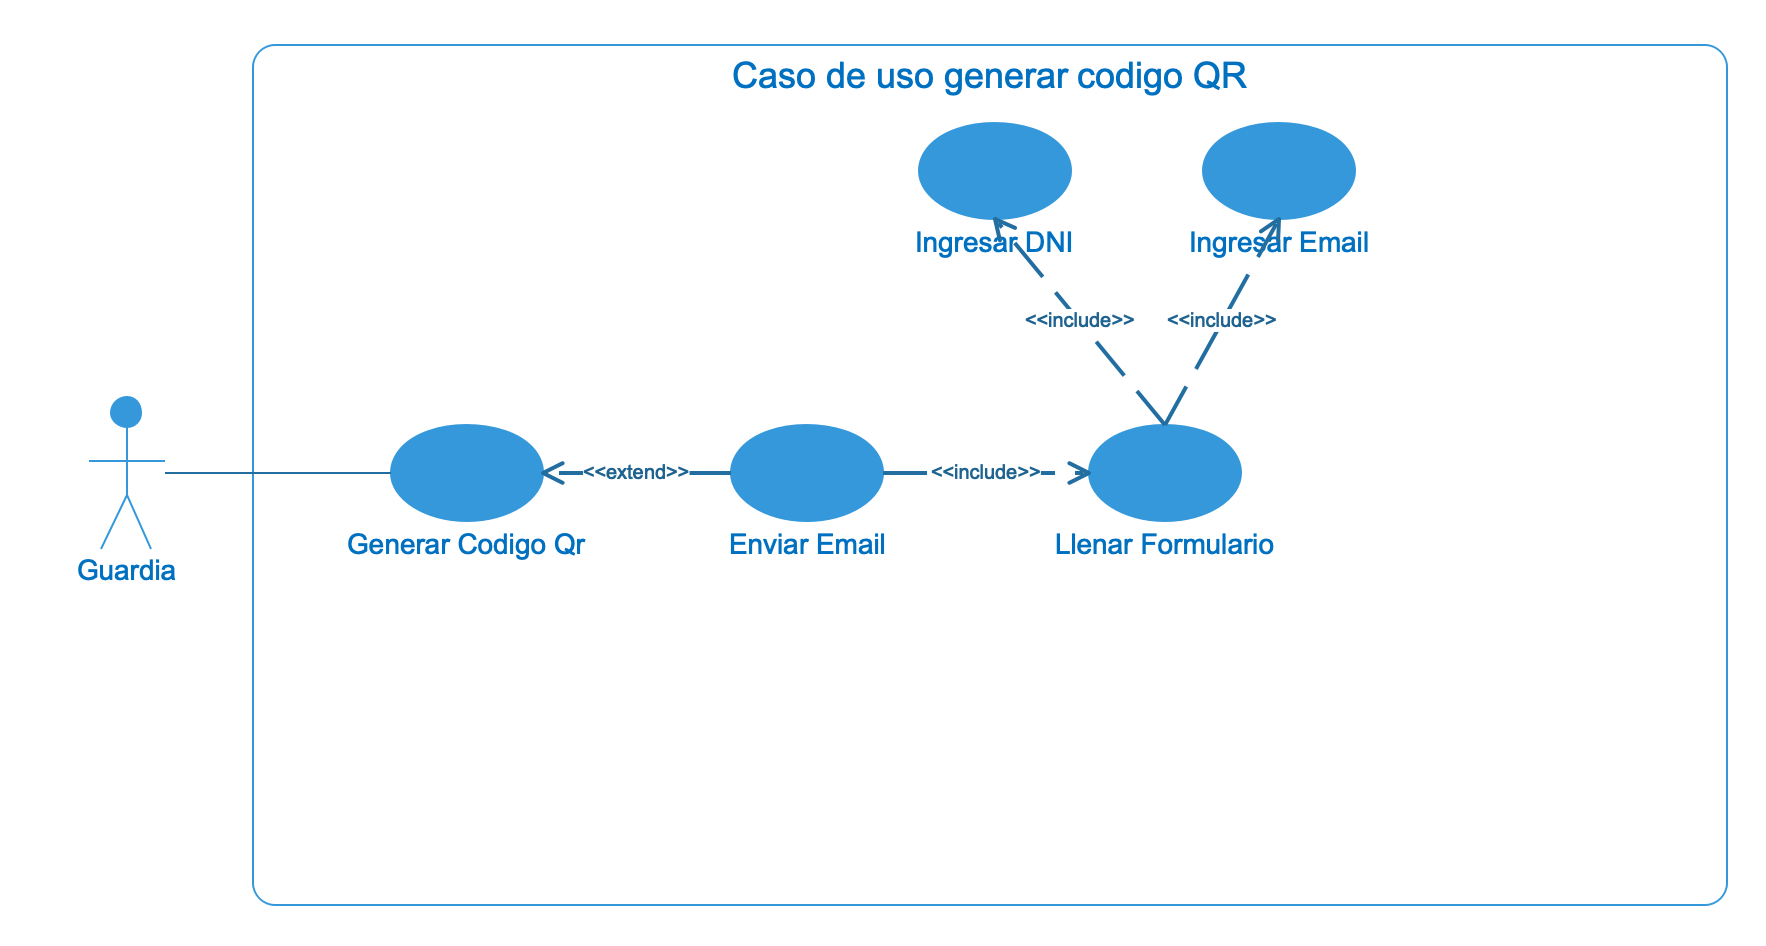 Caso de uso generar codigo QR
Ingresar DNI
Ingresar Email
<<include>>
<<include>>
<<extend>>
<<include>>
Generar Codigo Qr
Enviar Email
Llenar Formulario
Guardia